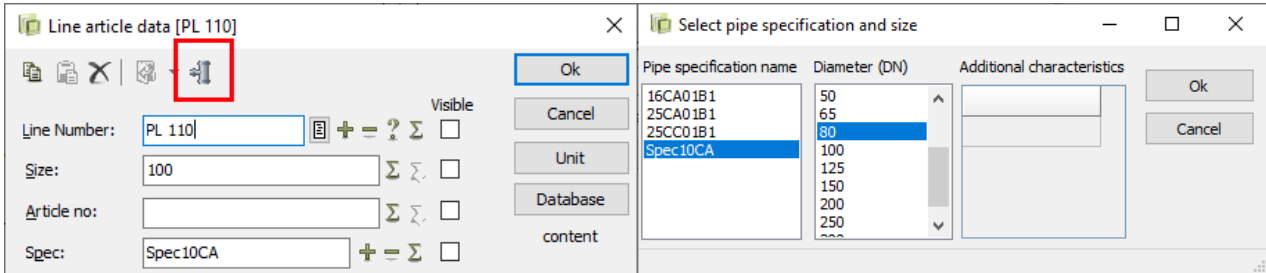 Line article data [PL 110]
Ok
Visible
Cancel
Line Number:
PL 110
Unit
Size:
100
Database
Article no:
content
Spec:
Spec10CA
Select pipe specification and size
Pipe specification name
Diameter (DN)
Additional characteristics
16CA01B1
25CA01B1
25CC01B1
Spec10CA
50
65
80
100
125
150
200
250
Ok
Cancel